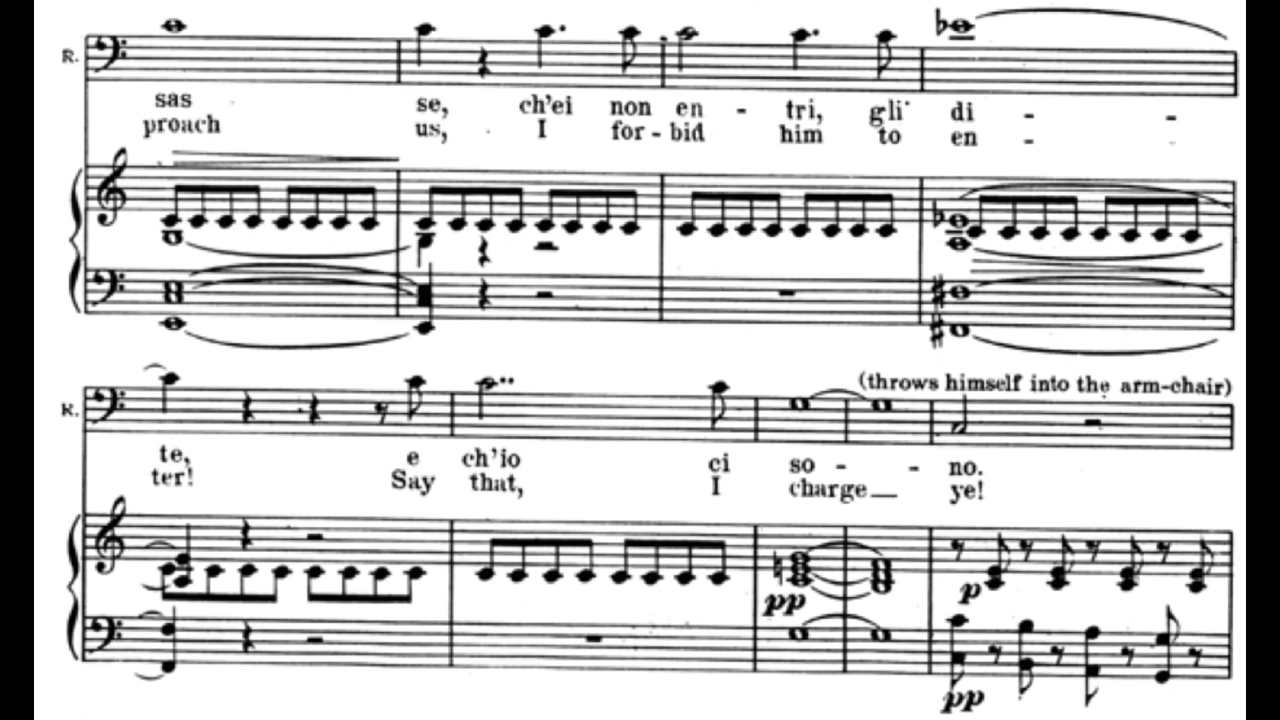 R.
sas se, ch'ei non en - tri, gli di - -
proach us, I for - bid him to en -
(throws himself into the arm-chair)
R.
te, e ch'io ci so - - no.
ter! Say that, I charge ye!
pp p
pp